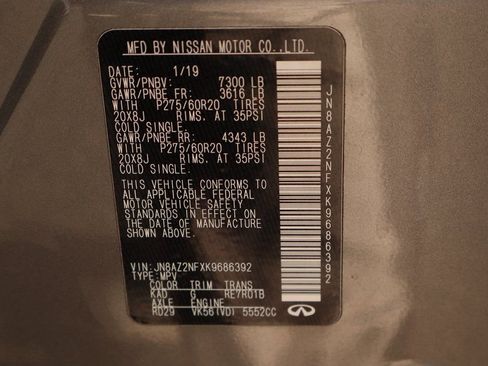 MFD BY NISSAN MOTOR CO.,LTD.
DATE: 1/19
GVWR/PNBV: 7300 LB
GAWR/PNBE FR: 3616 LB
WITH P275/60R20 TIRES
20X8J RIMS. AT 35PSI
COLD SINGLE.
GAWR/PNBE RR: 4343 LB
WITH P275/60R20 TIRES
20X8J RIMS. AT 35PSI
COLD SINGLE.
THIS VEHICLE CONFORMS TO
ALL APPLICABLE FEDERAL
MOTOR VEHICLE SAFETY
STANDARDS IN EFFECT ON
THE DATE OF MANUFACTURE
SHOWN ABOVE.
VIN: JN8AZ2NFXK9686392
TYPE: MPV
COLOR TRIM TRANS
KAD G RE7R01B
AXLE ENGINE
RD29 VK56(VD) 5552CC
JN8AZ2NFXK9686392
INFINITI